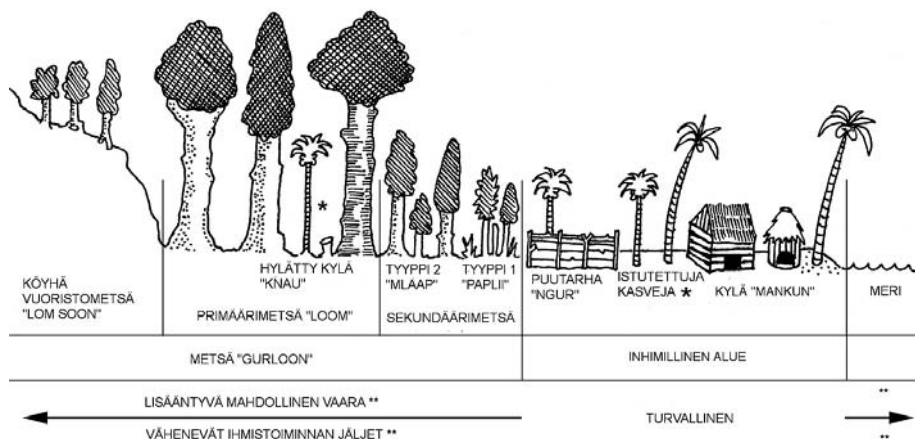 KÖYHÄ
VUORISTOMETSÄ
"LOM SOON"
*
HYLÄTTY KYLÄ
"KNAU"
PRIMÄÄRIMETSÄ "LOOM"
TYYPPI 2
"MLAAP"
TYYPPI 1
"PAPLII"
SEKUNDÄÄRIMETSÄ
PUUTARHA
"NGUR"
ISTUTETTUJA
KASVEJA *
KYLÄ "MANKUN"
MERI
METSÄ "GURLOON"
INHIMILLINEN ALUE
LISÄÄNTYVÄ MAHDOLLINEN VAARA **
VÄHENEVÄT IHMISTOIMINNAN JÄLJET **
TURVALLINEN
**
**